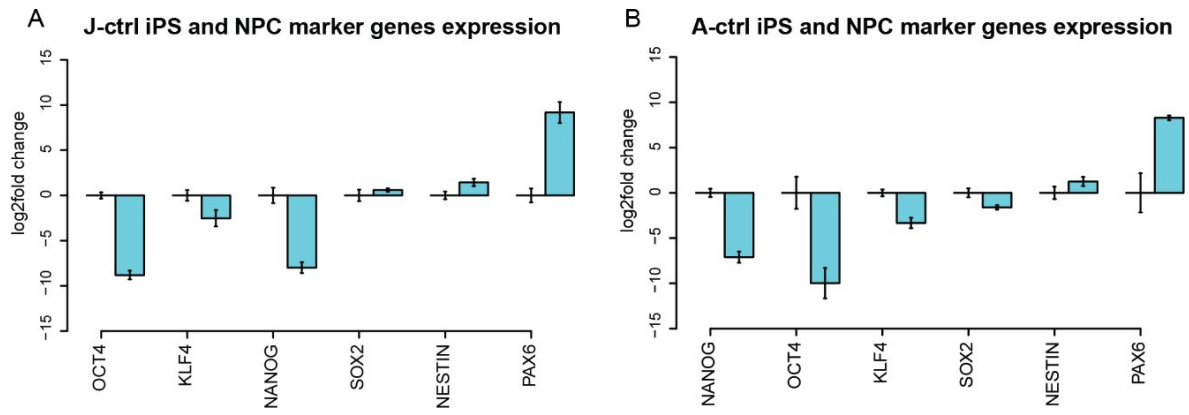 A
J-ctrl iPS and NPC marker genes expression
log2fold change
15
10
5
0
−5
−10
−15
OCT4
KLF4
NANOG
SOX2
NESTIN
PAX6
B
A-ctrl iPS and NPC marker genes expression
log2fold change
15
10
5
0
−5
−10
−15
NANOG
OCT4
KLF4
SOX2
NESTIN
PAX6